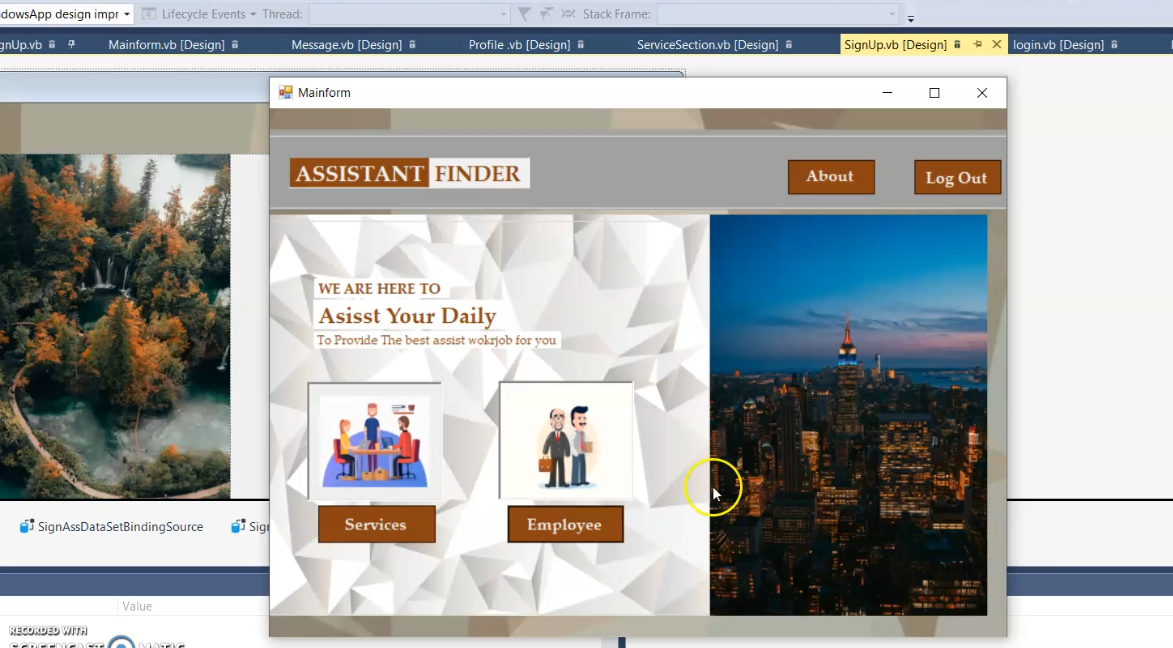 ndowsApp design impr Lifecycle Events Thread: Stack Frame:
gnUp.vb Mainform.vb [Design] Message.vb [Design] Profile .vb [Design] ServiceSection.vb [Design] SignUp.vb [Design] login.vb [Design]
Mainform
ASSISTANT FINDER
About
Log Out
WE ARE HERE TO
Asisst Your Daily
To Provide The best assist wokrjob for you
Services
Employee
SignAssDataSetBindingSource Sign
Value
RECORDED WITH
SCREENCAST MATIC